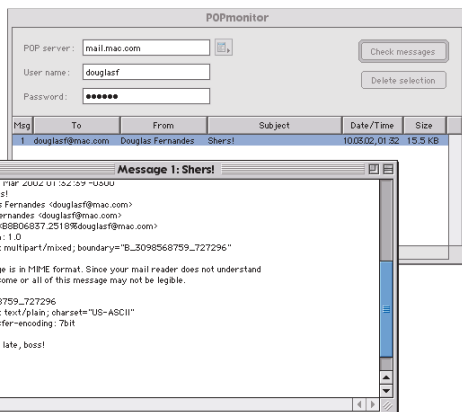 POPmonitor
POP server: mail.mac.com
Check messages
User name: douglasf
Delete selection
Password: ●●●●●●
Msg To From Subject Date/Time Size
1 douglasf@mac.com Douglas Fernandes Shers! 10.03.02, 01:32 15.5 KB
Message 1: Shers!
Mar 2002 01:32:39 -0300
s!
s Fernandes <douglasf@mac.com>
ernandes <douglasf@mac.com>
<B8B06837.2518%douglasf@mac.com>
n: 1.0
: multipart/mixed; boundary="B_3098568759_727296"
ge is in MIME format. Since your mail reader does not understand
some or all of this message may not be legible.
8759_727296
: text/plain; charset="US-ASCII"
sfer-encoding: 7bit
late, boss!